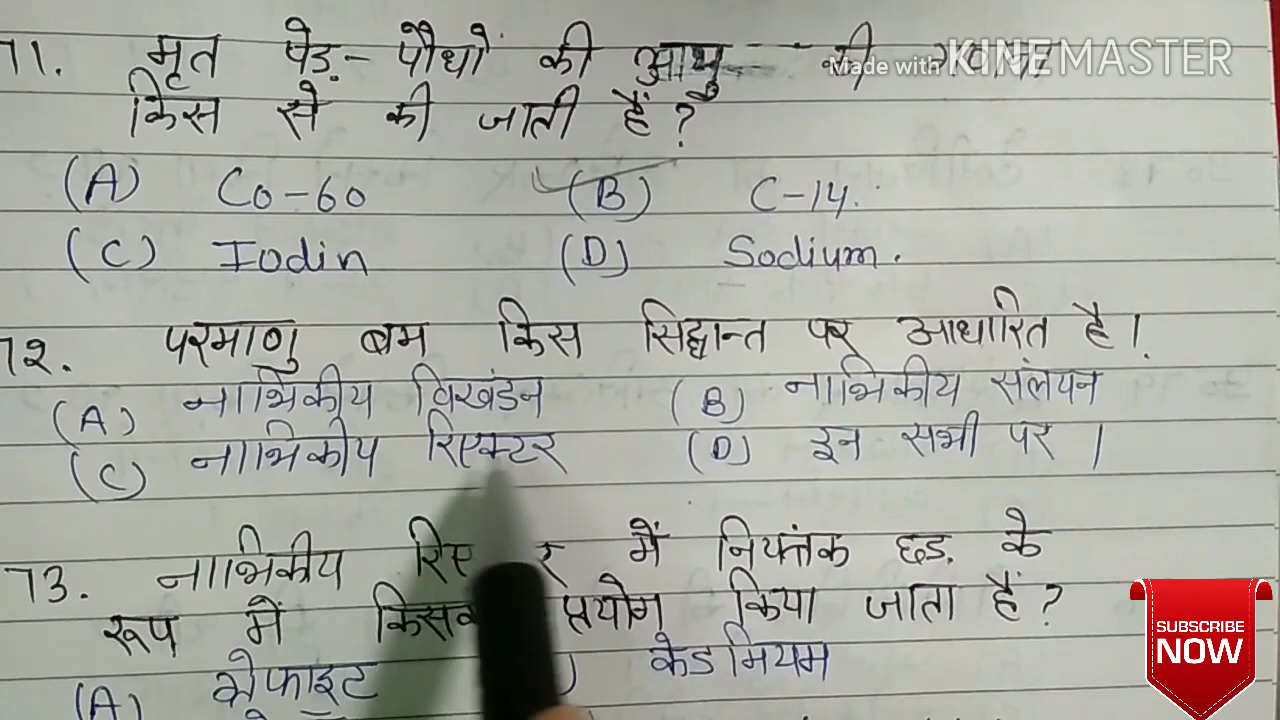 71. मृत पेड़-पौधों की आयु की
Made with KINEMASTER
किस से की जाती हैं?
(A) Co-60 (B) C-14.
(C) Iodin (D) Sodium.
72. परमाणु बम किस सिद्धान्त पर आधारित है।
(A) नाभिकीय विखंडन (B) नाभिकीय संलयन
(C) नाभिकीय रिएक्टर (D) इन सभी पर।
73. नाभिकीय में नियत्तंक छड़ के
रूप में प्रयोग किया जाता हैं?
(A) ग्रेफाइट ) केडमियम
SUBSCRIBE
NOW